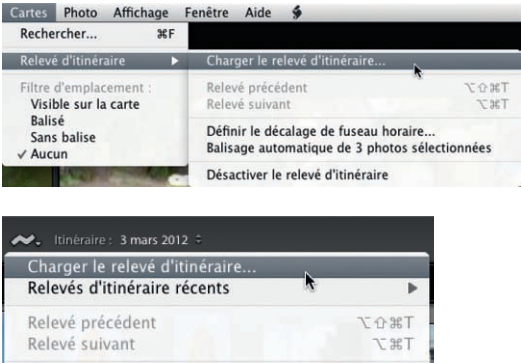 Cartes Photo Affichage Fenêtre Aide
Rechercher... ⌘F
Relevé d'itinéraire ▶
Filtre d'emplacement :
Visible sur la carte
Balisé
Sans balise
✓ Aucun
Charger le relevé d'itinéraire...
Relevé précédent ⌥⇧⌘T
Relevé suivant ⌥⌘T
Définir le décalage de fuseau horaire...
Balisage automatique de 3 photos sélectionnées
Désactiver le relevé d'itinéraire
Itinéraire : 3 mars 2012
Charger le relevé d'itinéraire...
Relevés d'itinéraire récents ▶
Relevé précédent ⌥⇧⌘T
Relevé suivant ⌥⌘T